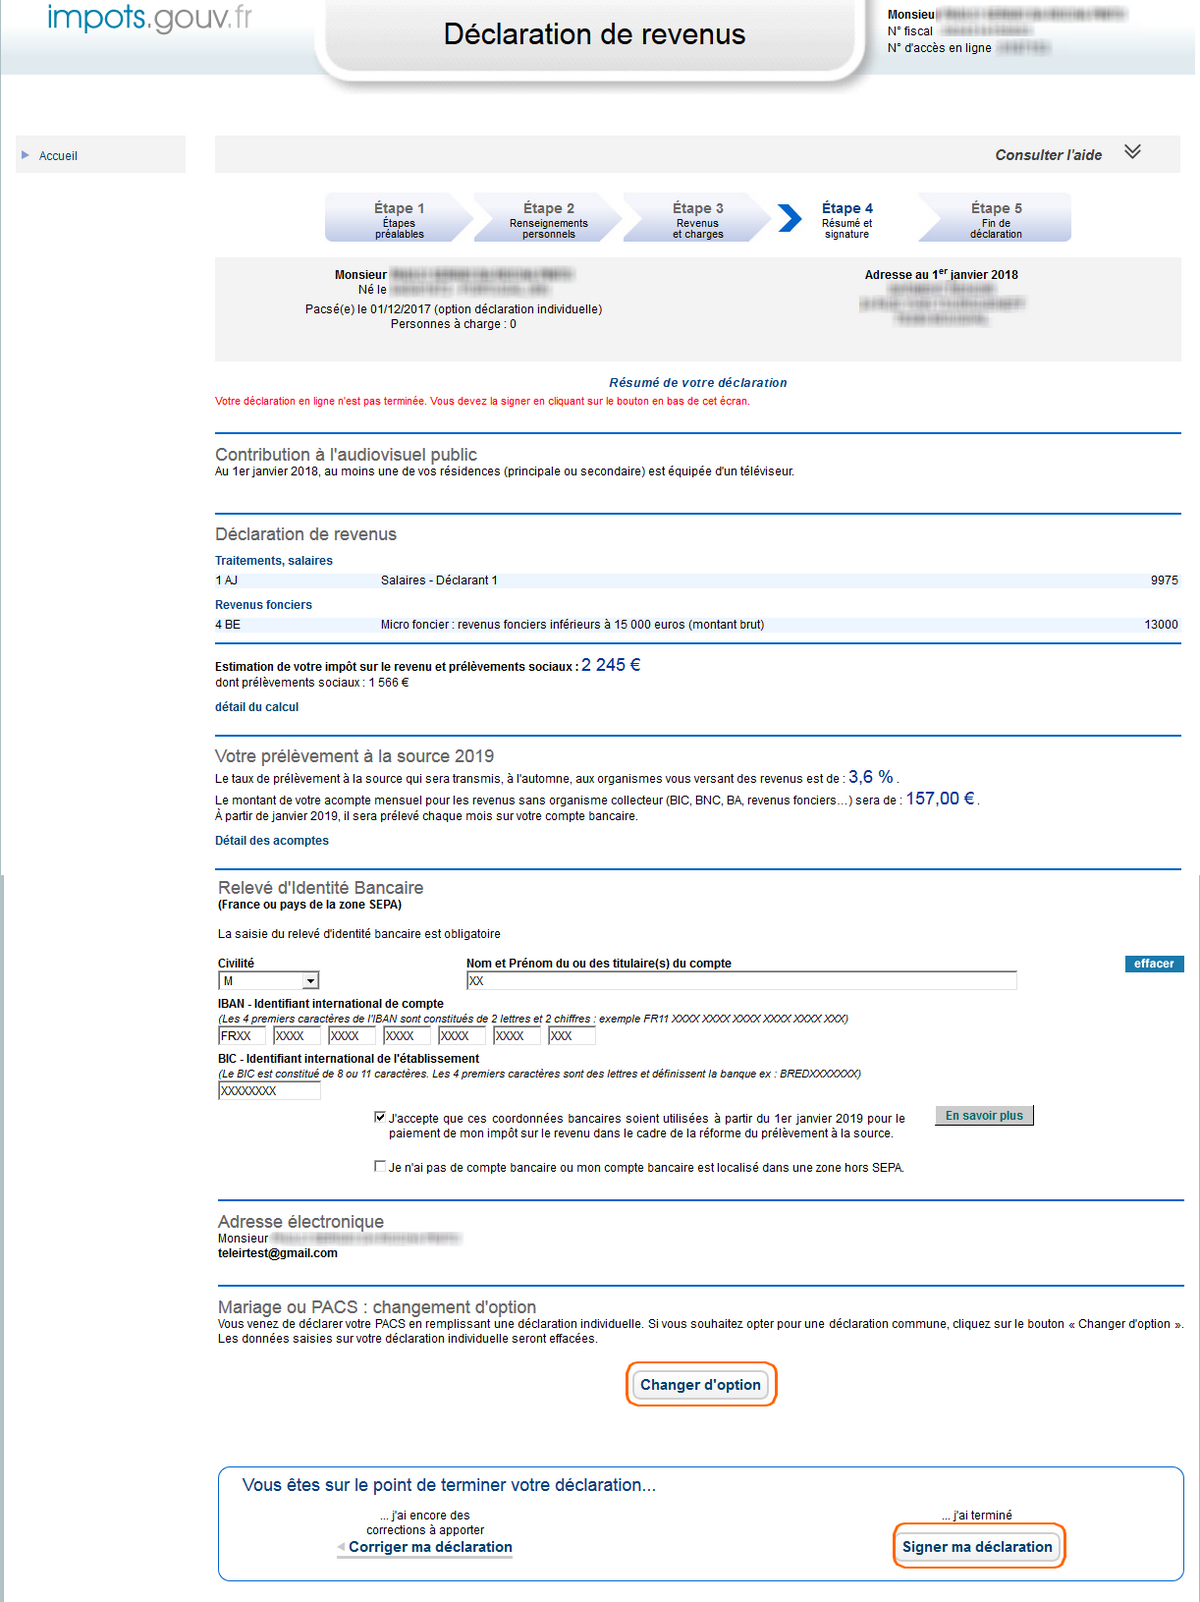 impots.gouv.fr
Déclaration de revenus
Monsieu
N° fiscal
N° d'accès en ligne
Accueil
Consulter l'aide
Étape 1
Étapes
préalables
Étape 2
Renseignements
personnels
Étape 3
Revenus
et charges
Étape 4
Résumé et
signature
Étape 5
Fin de
déclaration
Monsieur
Né le
Pacsé(e) le 01/12/2017 (option déclaration individuelle)
Personnes à charge : 0
Adresse au 1er janvier 2018
Résumé de votre déclaration
Votre déclaration en ligne n'est pas terminée. Vous devez la signer en cliquant sur le bouton en bas de cet écran.
Contribution à l'audiovisuel public
Au 1er janvier 2018, au moins une de vos résidences (principale ou secondaire) est équipée d'un téléviseur.
Déclaration de revenus
Traitements, salaires
1 AJ Salaires - Déclarant 1 9975
Revenus fonciers
4 BE Micro foncier : revenus fonciers inférieurs à 15 000 euros (montant brut) 13000
Estimation de votre impôt sur le revenu et prélèvements sociaux : 2 245 €
dont prélèvements sociaux : 1 566 €
détail du calcul
Votre prélèvement à la source 2019
Le taux de prélèvement à la source qui sera transmis, à l'automne, aux organismes vous versant des revenus est de : 3,6 % .
Le montant de votre acompte mensuel pour les revenus sans organisme collecteur (BIC, BNC, BA, revenus fonciers...) sera de : 157,00 € .
À partir de janvier 2019, il sera prélevé chaque mois sur votre compte bancaire.
Détail des acomptes
Relevé d'Identité Bancaire
(France ou pays de la zone SEPA)
La saisie du relevé d'identité bancaire est obligatoire
Civilité Nom et Prénom du ou des titulaire(s) du compte effacer
M XX
IBAN - Identifiant international de compte
(Les 4 premiers caractères de l'IBAN sont constitués de 2 lettres et 2 chiffres : exemple FR11 XXXX XXXX XXXX XXXX XXXX XXX)
FRXX XXXX XXXX XXXX XXXX XXXX XXX
BIC - Identifiant international de l'établissement
(Le BIC est constitué de 8 ou 11 caractères. Les 4 premiers caractères sont des lettres et définissent la banque ex : BREDXXXXXXX)
XXXXXXXX
J'accepte que ces coordonnées bancaires soient utilisées à partir du 1er janvier 2019 pour le En savoir plus
paiement de mon impôt sur le revenu dans le cadre de la réforme du prélèvement à la source.
Je n'ai pas de compte bancaire ou mon compte bancaire est localisé dans une zone hors SEPA.
Adresse électronique
Monsieur
teleirtest@gmail.com
Mariage ou PACS : changement d'option
Vous venez de déclarer votre PACS en remplissant une déclaration individuelle. Si vous souhaitez opter pour une déclaration commune, cliquez sur le bouton « Changer d'option ».
Les données saisies sur votre déclaration individuelle seront effacées.
Changer d'option
Vous êtes sur le point de terminer votre déclaration...
... j'ai encore des
corrections à apporter
Corriger ma déclaration
... j'ai terminé
Signer ma déclaration